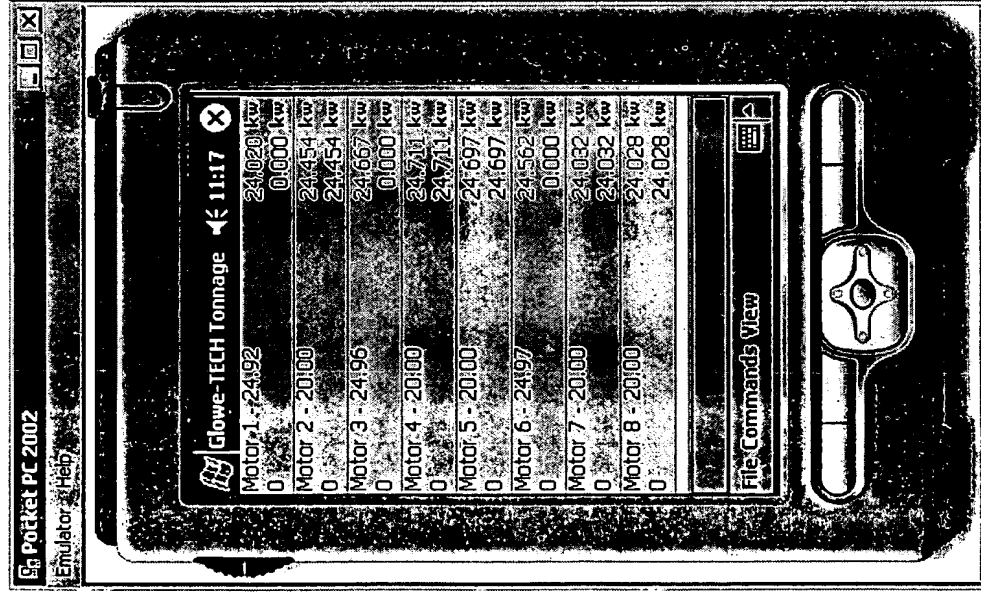 Pocket PC 2002
Emulator Help
Glowe-TECH Tonnage 11:17
Motor 1 - 24.92 24.028 kw
0 0.000 kw
Motor 2 - 20.00 24.454 kw
0 24.454 kw
Motor 3 - 24.96 24.667 kw
0 0.000 kw
Motor 4 - 20.00 24.711 kw
0 24.711 kw
Motor 5 - 20.00 24.697 kw
0 24.697 kw
Motor 6 - 24.97 24.562 kw
0 0.000 kw
Motor 7 - 20.00 24.032 kw
0 24.032 kw
Motor 8 - 20.00 24.028 kw
0 24.028 kw
File Commands View